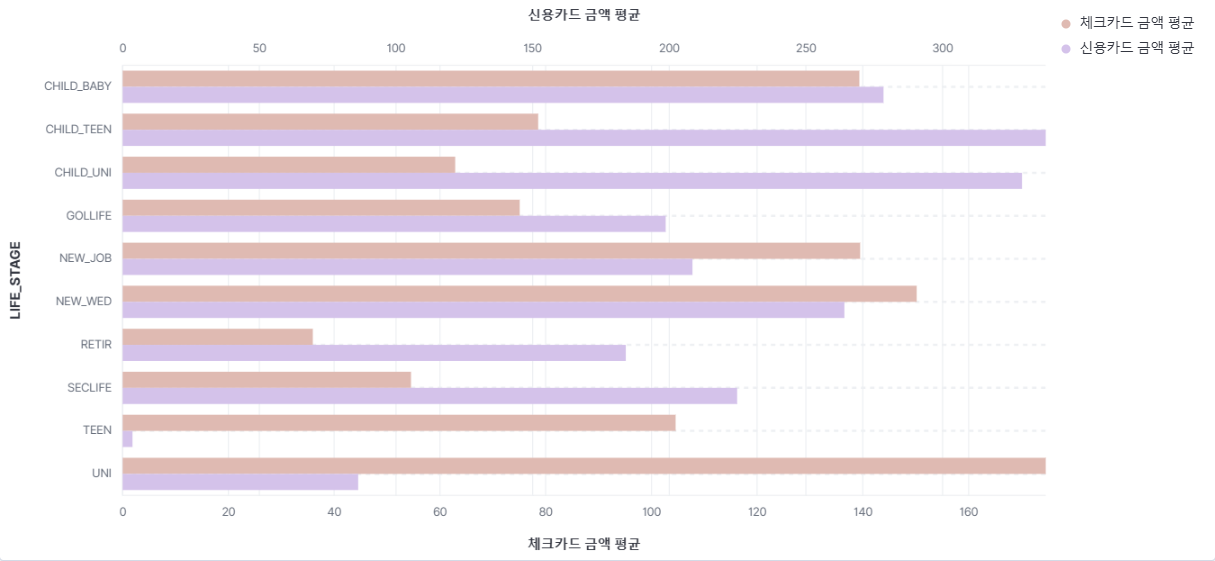 신용카드 금액 평균
체크카드 금액 평균
신용카드 금액 평균
0 50 100 150 200 250 300
LIFE_STAGE
CHILD_BABY
CHILD_TEEN
CHILD_UNI
GOLLIFE
NEW_JOB
NEW_WED
RETIR
SECLIFE
TEEN
UNI
0 20 40 60 80 100 120 140 160
체크카드 금액 평균